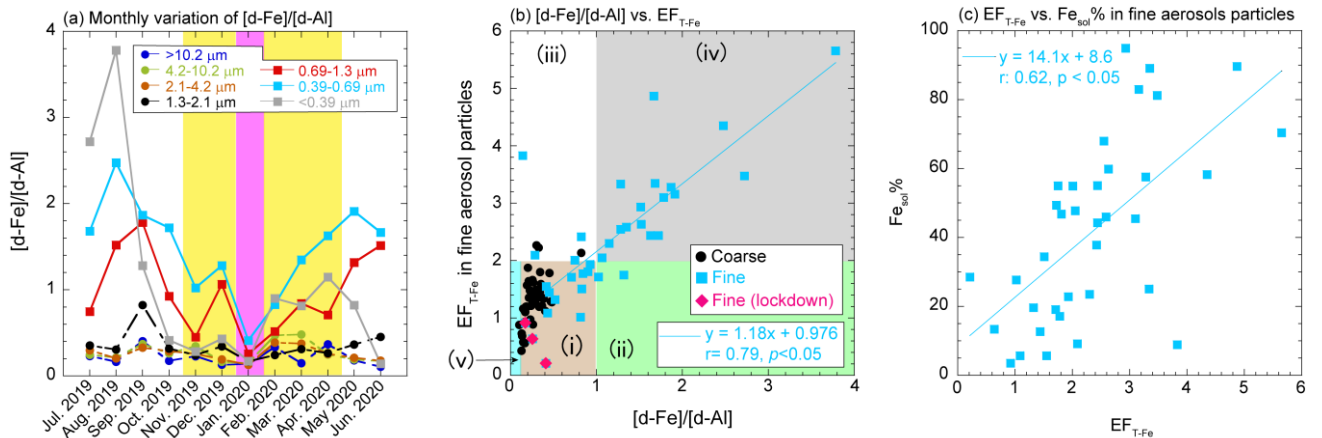 (a) Monthly variation of [d-Fe]/[d-Al]
[d-Fe]/[d-Al]
4
3
2
1
0
>10.2 μm
4.2-10.2 μm
2.1-4.2 μm
1.3-2.1 μm
0.69-1.3 μm
0.39-0.69 μm
<0.39 μm
Jul. 2019
Aug. 2019
Sep. 2019
Oct. 2019
Nov. 2019
Dec. 2019
Jan. 2020
Feb. 2020
Mar. 2020
Apr. 2020
May 2020
Jun. 2020
(b) [d-Fe]/[d-Al] vs. EF_T-Fe
EF_T-Fe in fine aerosol particles
6
5
4
3
2
1
0
(iii)
(iv)
(i)
(ii)
(v)
Coarse
Fine
Fine (lockdown)
y = 1.18x + 0.976
r= 0.79, p<0.05
0
1
2
3
4
[d-Fe]/[d-Al]
(c) EF_T-Fe vs. Fe_sol% in fine aerosols particles
Fe_sol%
100
80
60
40
20
0
y = 14.1x + 8.6
r: 0.62, p < 0.05
0
1
2
3
4
5
6
EF_T-Fe